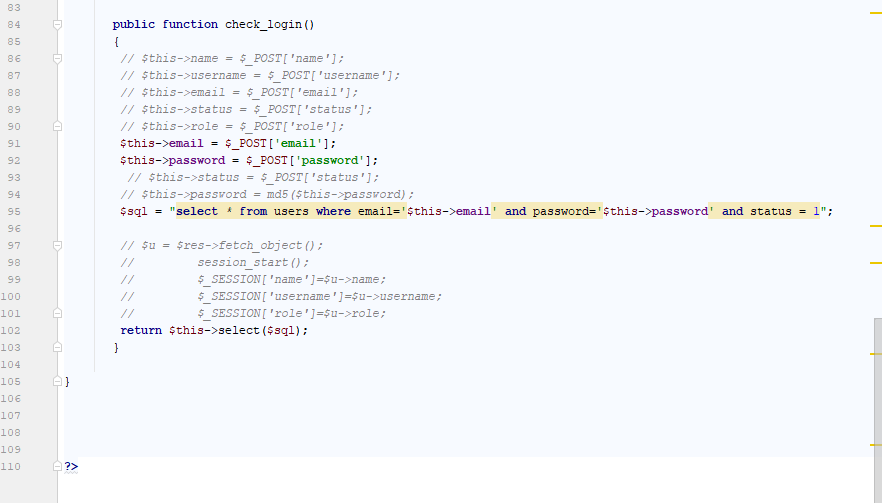 83
84 public function check_login()
85 {
86 // $this->name = $_POST['name'];
87 // $this->username = $_POST['username'];
88 // $this->email = $_POST['email'];
89 // $this->status = $_POST['status'];
90 // $this->role = $_POST['role'];
91 $this->email = $_POST['email'];
92 $this->password = $_POST['password'];
93 // $this->status = $_POST['status'];
94 // $this->password = md5($this->password);
95 $sql = "select * from users where email='$this->email' and password='$this->password' and status = 1";
96
97 // $u = $res->fetch_object();
98 // session_start();
99 // $_SESSION['name']=$u->name;
100 // $_SESSION['username']=$u->username;
101 // $_SESSION['role']=$u->role;
102 return $this->select($sql);
103 }
104
105 }
106
107
108
109
110 ?>